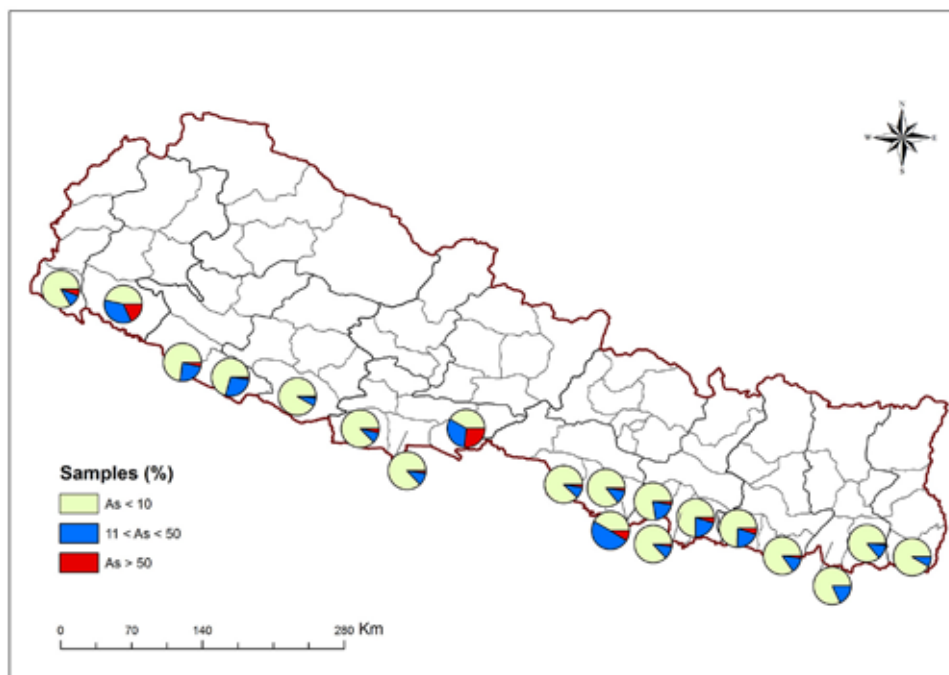 N
W E
S
Samples (%)
As < 10
11 < As < 50
As > 50
0 70 140 280 Km